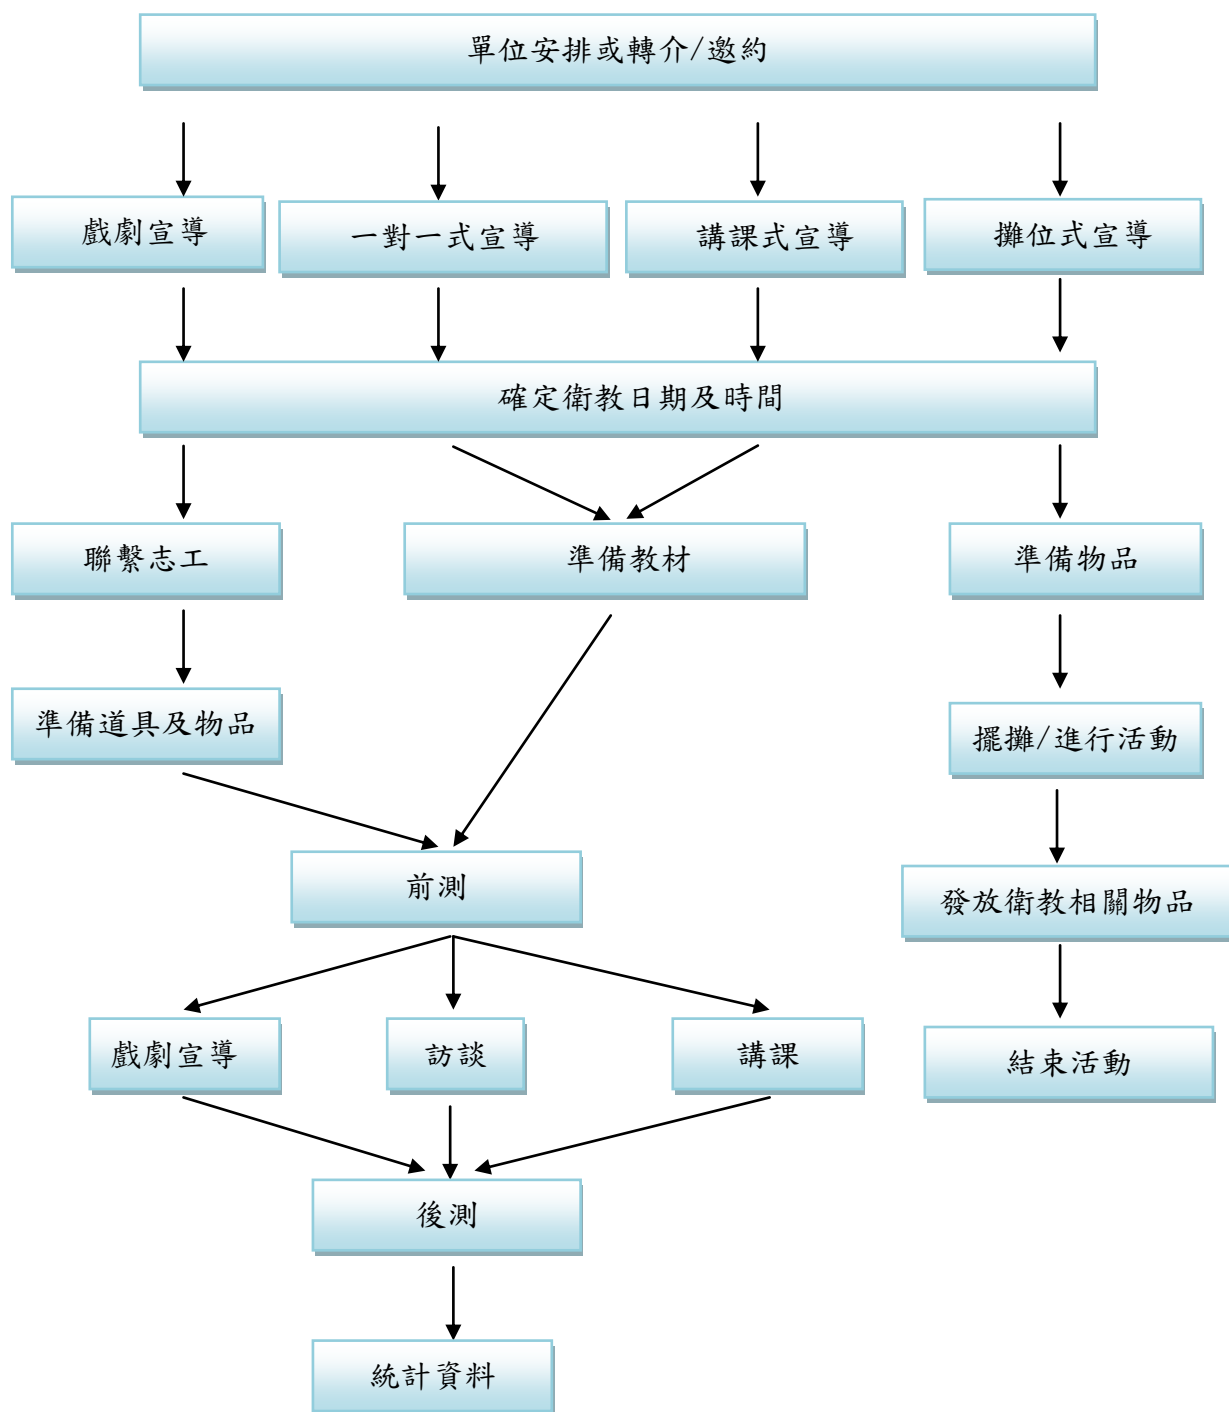 單位安排或轉介/邀約
戲劇宣導
一對一式宣導
講課式宣導
攤位式宣導
確定衛教日期及時間
聯繫志工
準備教材
準備物品
準備道具及物品
擺攤/進行活動
前測
發放衛教相關物品
戲劇宣導
訪談
講課
結束活動
後測
統計資料